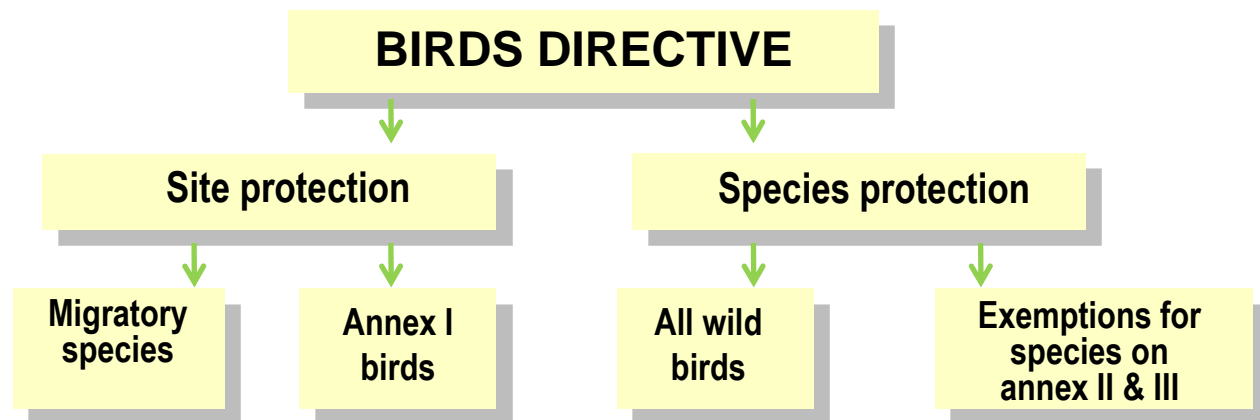 BIRDS DIRECTIVE
Site protection
Species protection
Migratory
species
Annex I
birds
All wild
birds
Exemptions for
species on
annex II & III